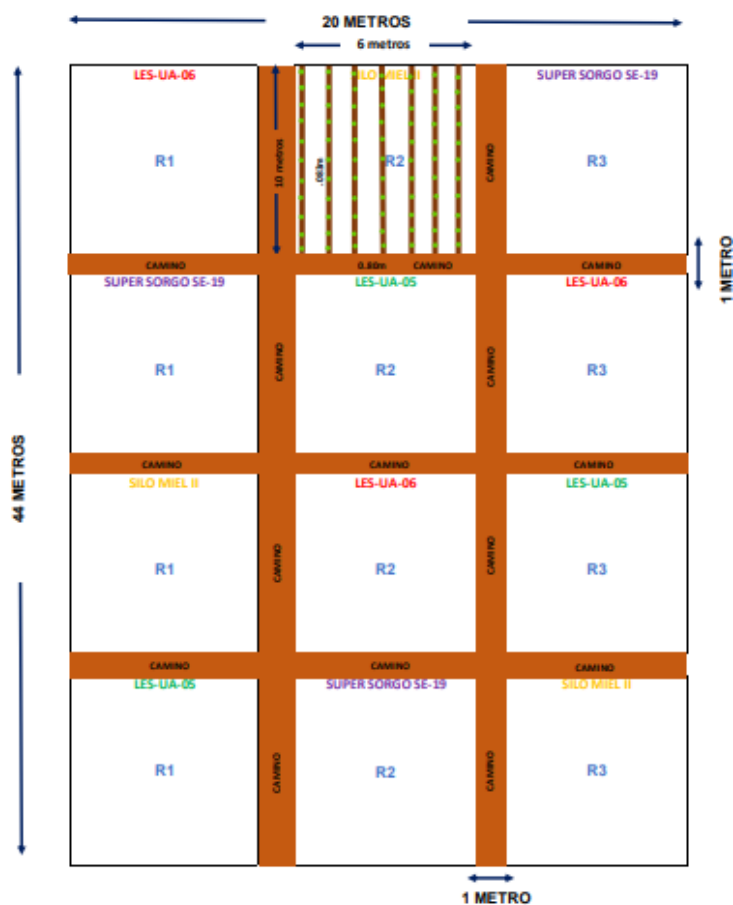 20 METROS
6 metros
LES-UA-06
SILO MIEL II
SUPER SORGO SE-19
10 metros
.083m
CAMINO
R1
R2
R3
CAMINO
0.80m
CAMINO
CAMINO
1 METRO
SUPER SORGO SE-19
LES-UA-05
LES-UA-06
CAMINO
CAMINO
R1
R2
R3
CAMINO
CAMINO
CAMINO
44 METROS
SILO MIEL II
LES-UA-06
LES-UA-05
CAMINO
CAMINO
R1
R2
R3
CAMINO
CAMINO
CAMINO
LES-UA-05
SUPER SORGO SE-19
SILO MIEL II
CAMINO
CAMINO
R1
R2
R3
1 METRO